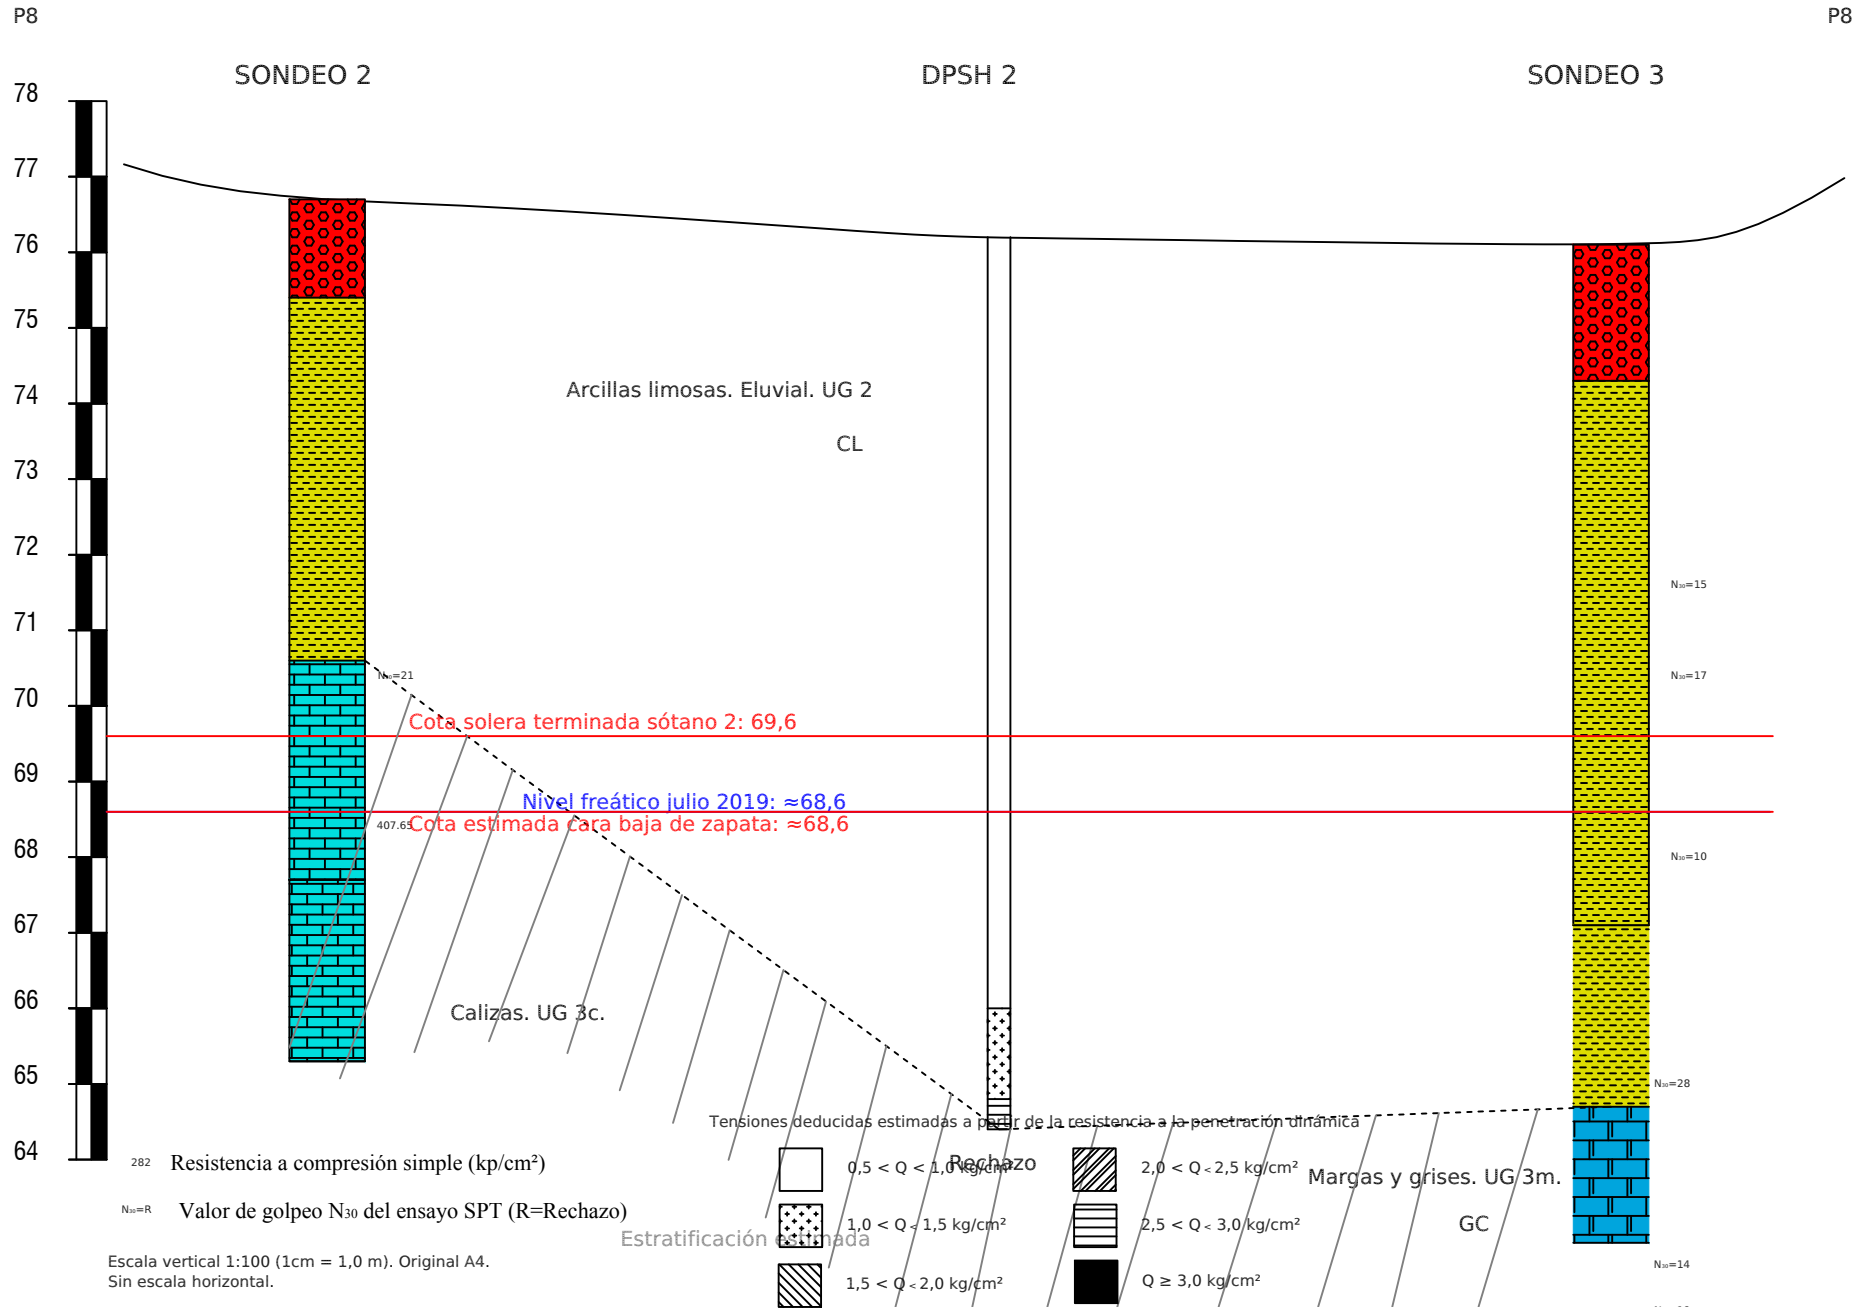 P8
P8
SONDEO 2
DPSH 2
SONDEO 3
78
77
76
75
74
73
72
71
70
69
68
67
66
65
64
Arcillas limosas. Eluvial. UG 2
CL
N₃₀=15
N₃₀=21
N₃₀=17
Cota solera terminada sótano 2: 69,6
Nivel freático julio 2019: ≈68,6
407.65
Cota estimada cara baja de zapata: ≈68,6
N₃₀=10
Calizas. UG 3c.
N₃₀=28
Tensiones deducidas estimadas a partir de la resistencia a la penetración dinámica
Rechazo
282 Resistencia a compresión simple (kp/cm²)
0,5 < Q < 1,0 kg/cm²
2,0 < Q < 2,5 kg/cm²
Margas y grises. UG 3m.
N₃₀=R Valor de golpeo N₃₀ del ensayo SPT (R=Rechazo)
1,0 < Q < 1,5 kg/cm²
2,5 < Q < 3,0 kg/cm²
GC
Estratificación estimada
Escala vertical 1:100 (1cm = 1,0 m). Original A4.
Sin escala horizontal.
1,5 < Q < 2,0 kg/cm²
Q ≥ 3,0 kg/cm²
N₃₀=14